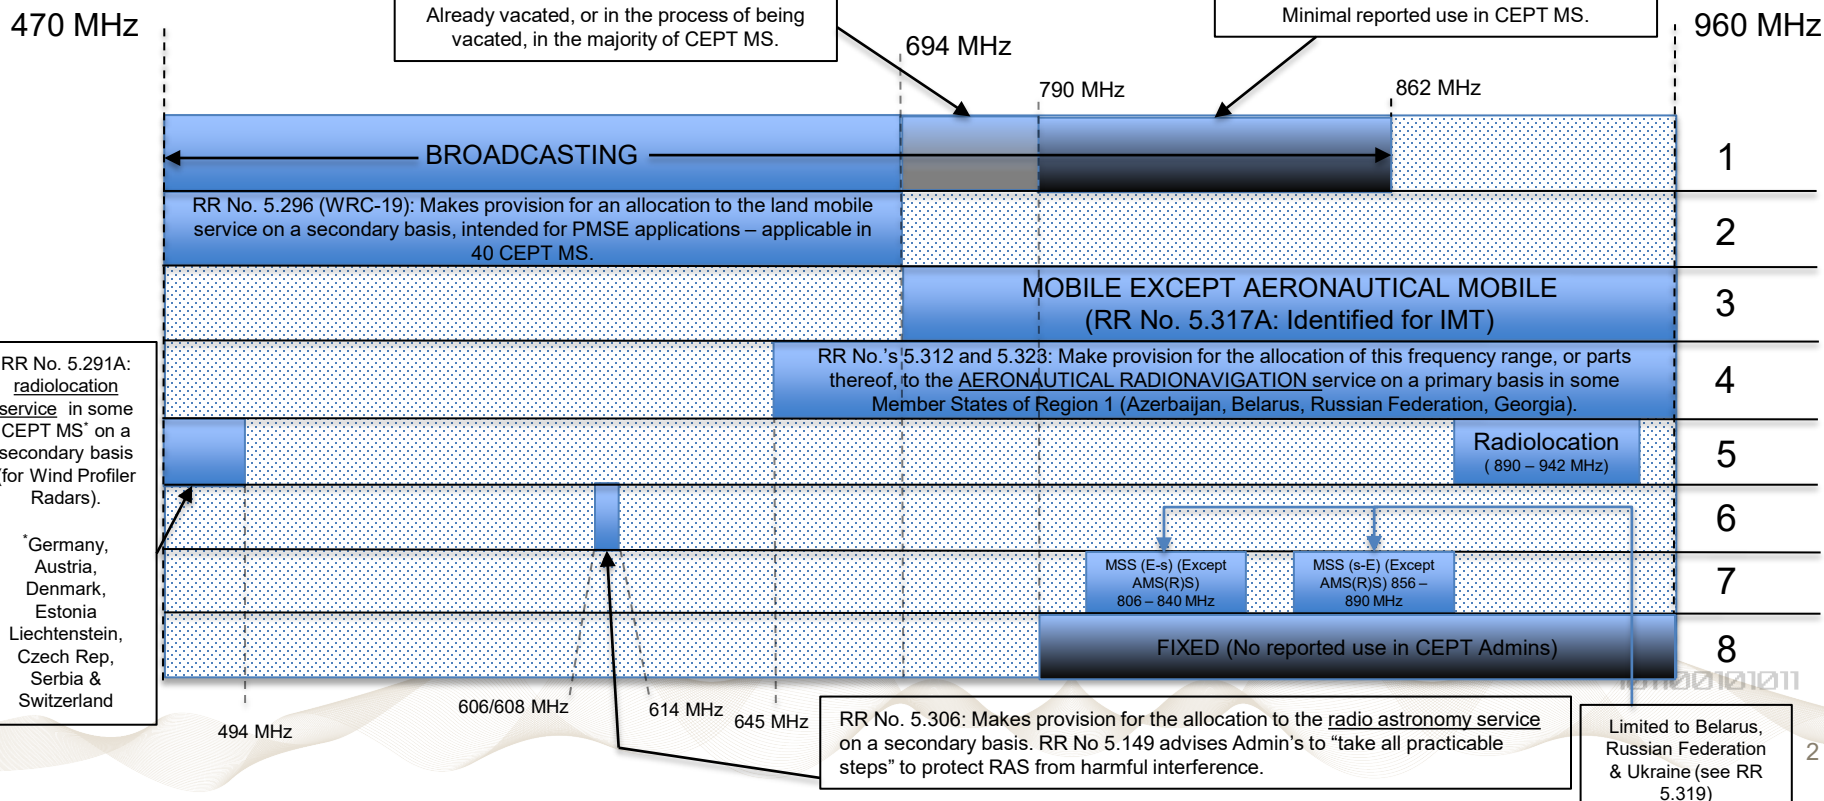 Already vacated, or in the process of being
vacated, in the majority of CEPT MS.
Minimal reported use in CEPT MS.
470 MHz
694 MHz
960 MHz
790 MHz
862 MHz
BROADCASTING
1
RR No. 5.296 (WRC-19): Makes provision for an allocation to the land mobile
service on a secondary basis, intended for PMSE applications – applicable in
40 CEPT MS.
2
MOBILE EXCEPT AERONAUTICAL MOBILE
(RR No. 5.317A: Identified for IMT)
3
RR No.'s 5.312 and 5.323: Make provision for the allocation of this frequency range, or parts
thereof, to the AERONAUTICAL RADIONAVIGATION service on a primary basis in some
Member States of Region 1 (Azerbaijan, Belarus, Russian Federation, Georgia).
4
RR No. 5.291A:
radiolocation
service in some
CEPT MS* on a
secondary basis
(for Wind Profiler
Radars).
*Germany,
Austria,
Denmark,
Estonia
Liechtenstein,
Czech Rep,
Serbia &
Switzerland
Radiolocation
( 890 – 942 MHz)
5
6
MSS (E-s) (Except
AMS(R)S)
806 – 840 MHz
MSS (s-E) (Except
AMS(R)S) 856 –
890 MHz
7
FIXED (No reported use in CEPT Admins)
8
494 MHz
606/608 MHz
614 MHz
645 MHz
RR No. 5.306: Makes provision for the allocation to the radio astronomy service
on a secondary basis. RR No 5.149 advises Admin's to “take all practicable
steps” to protect RAS from harmful interference.
Limited to Belarus,
Russian Federation
& Ukraine (see RR
5.319)
2